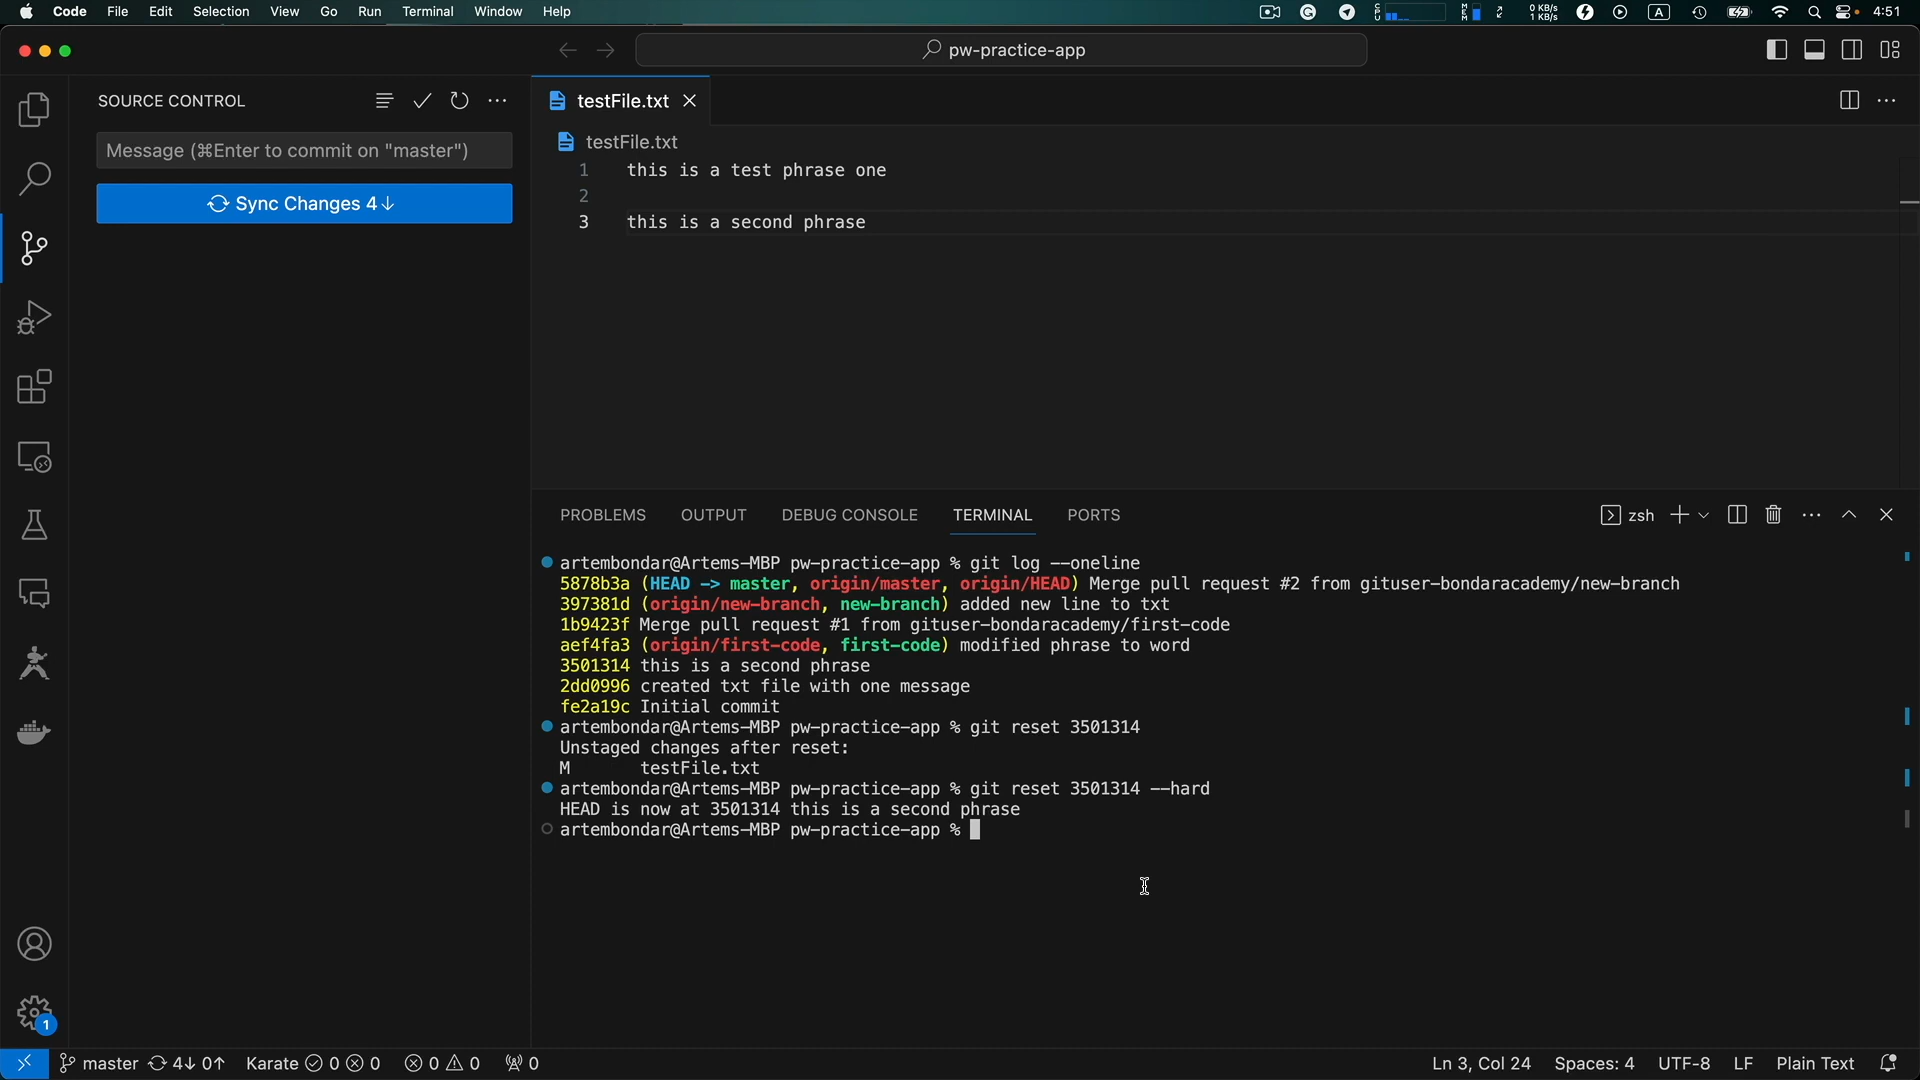 Code File Edit Selection View Go Run Terminal Window Help
CPU MEM 0 KB/s 1 KB/s A 4:51
pw-practice-app
SOURCE CONTROL
Message (⌘Enter to commit on "master")
Sync Changes 4↓
1
testFile.txt
testFile.txt
1 this is a test phrase one
2
3 this is a second phrase
PROBLEMS OUTPUT DEBUG CONSOLE TERMINAL PORTS
zsh
artembondar@Artems-MBP pw-practice-app % git log --oneline
5878b3a (HEAD -> master, origin/master, origin/HEAD) Merge pull request #2 from gituser-bondaracademy/new-branch
397381d (origin/new-branch, new-branch) added new line to txt
1b9423f Merge pull request #1 from gituser-bondaracademy/first-code
aef4fa3 (origin/first-code, first-code) modified phrase to word
3501314 this is a second phrase
2dd0996 created txt file with one message
fe2a19c Initial commit
artembondar@Artems-MBP pw-practice-app % git reset 3501314
Unstaged changes after reset:
M testFile.txt
artembondar@Artems-MBP pw-practice-app % git reset 3501314 --hard
HEAD is now at 3501314 this is a second phrase
artembondar@Artems-MBP pw-practice-app %
master 4↓ 0↑ Karate 0 0 0 0 0
Ln 3, Col 24 Spaces: 4 UTF-8 LF Plain Text